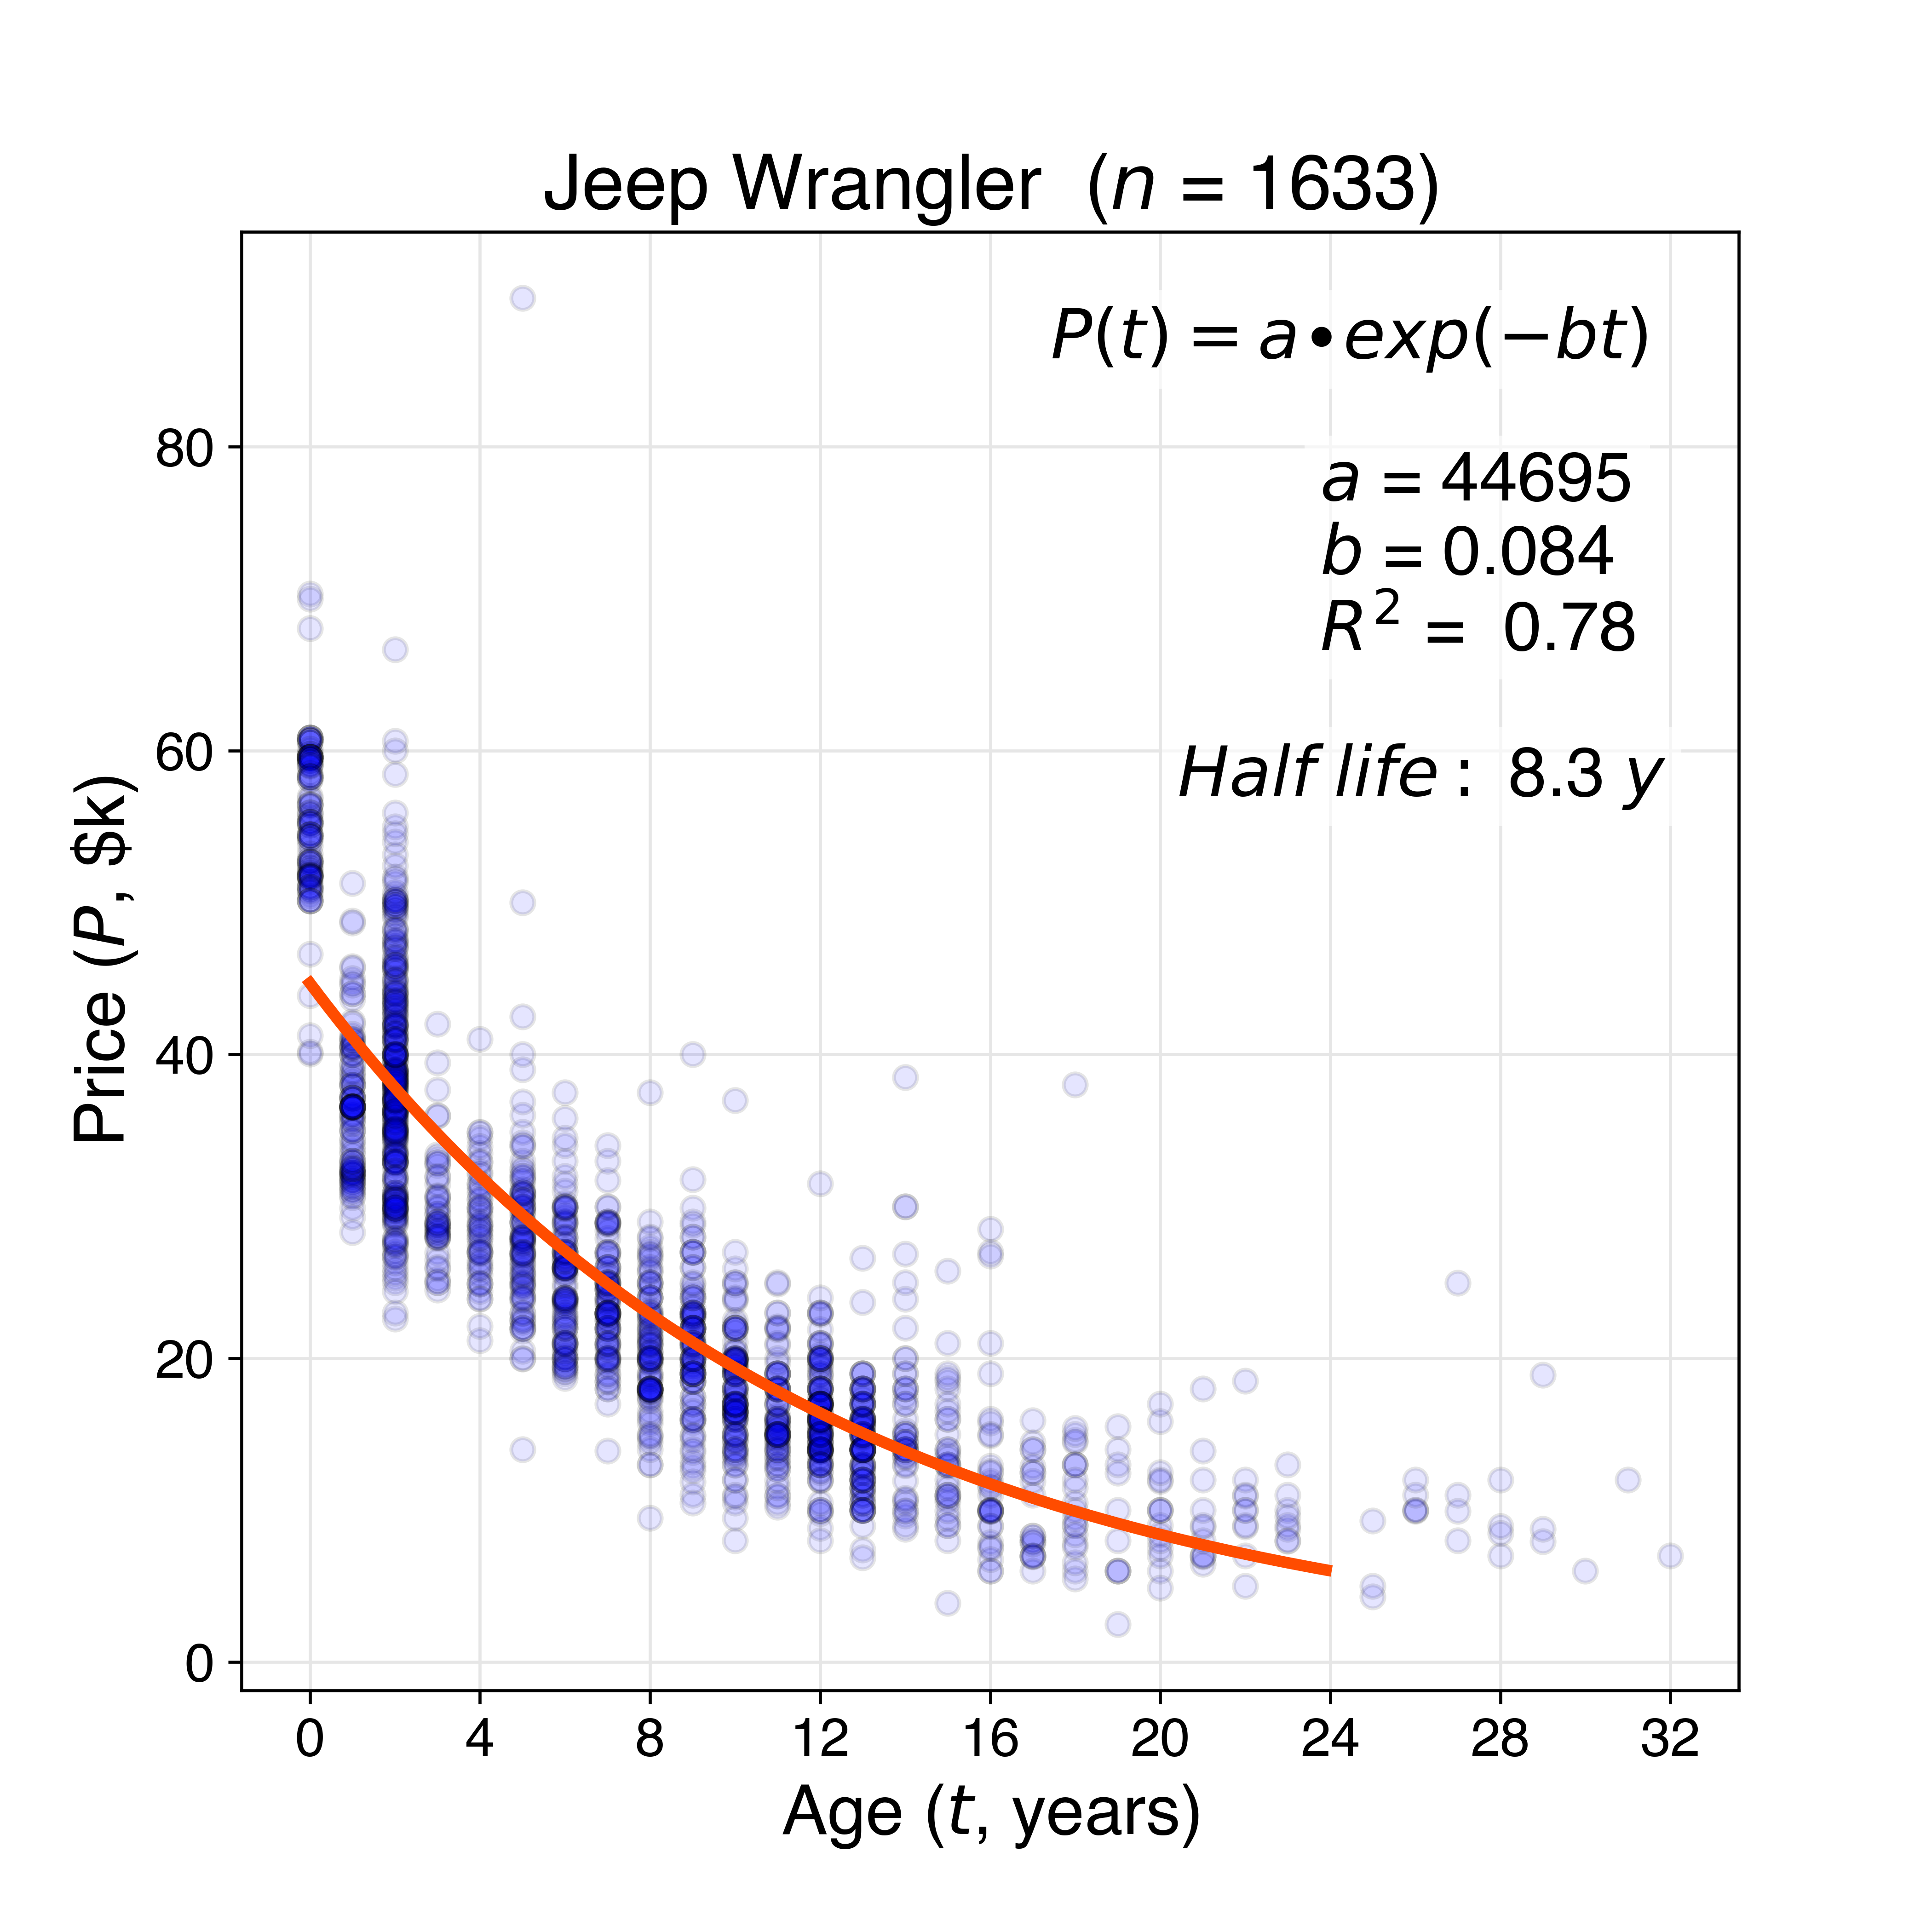 Jeep Wrangler (n = 1633)
P(t) = a•exp(−bt)
a = 44695
b = 0.084
R² = 0.78
Half life : 8.3 y
Price (P, $k)
80
60
40
20
0
0 4 8 12 16 20 24 28 32
Age (t, years)